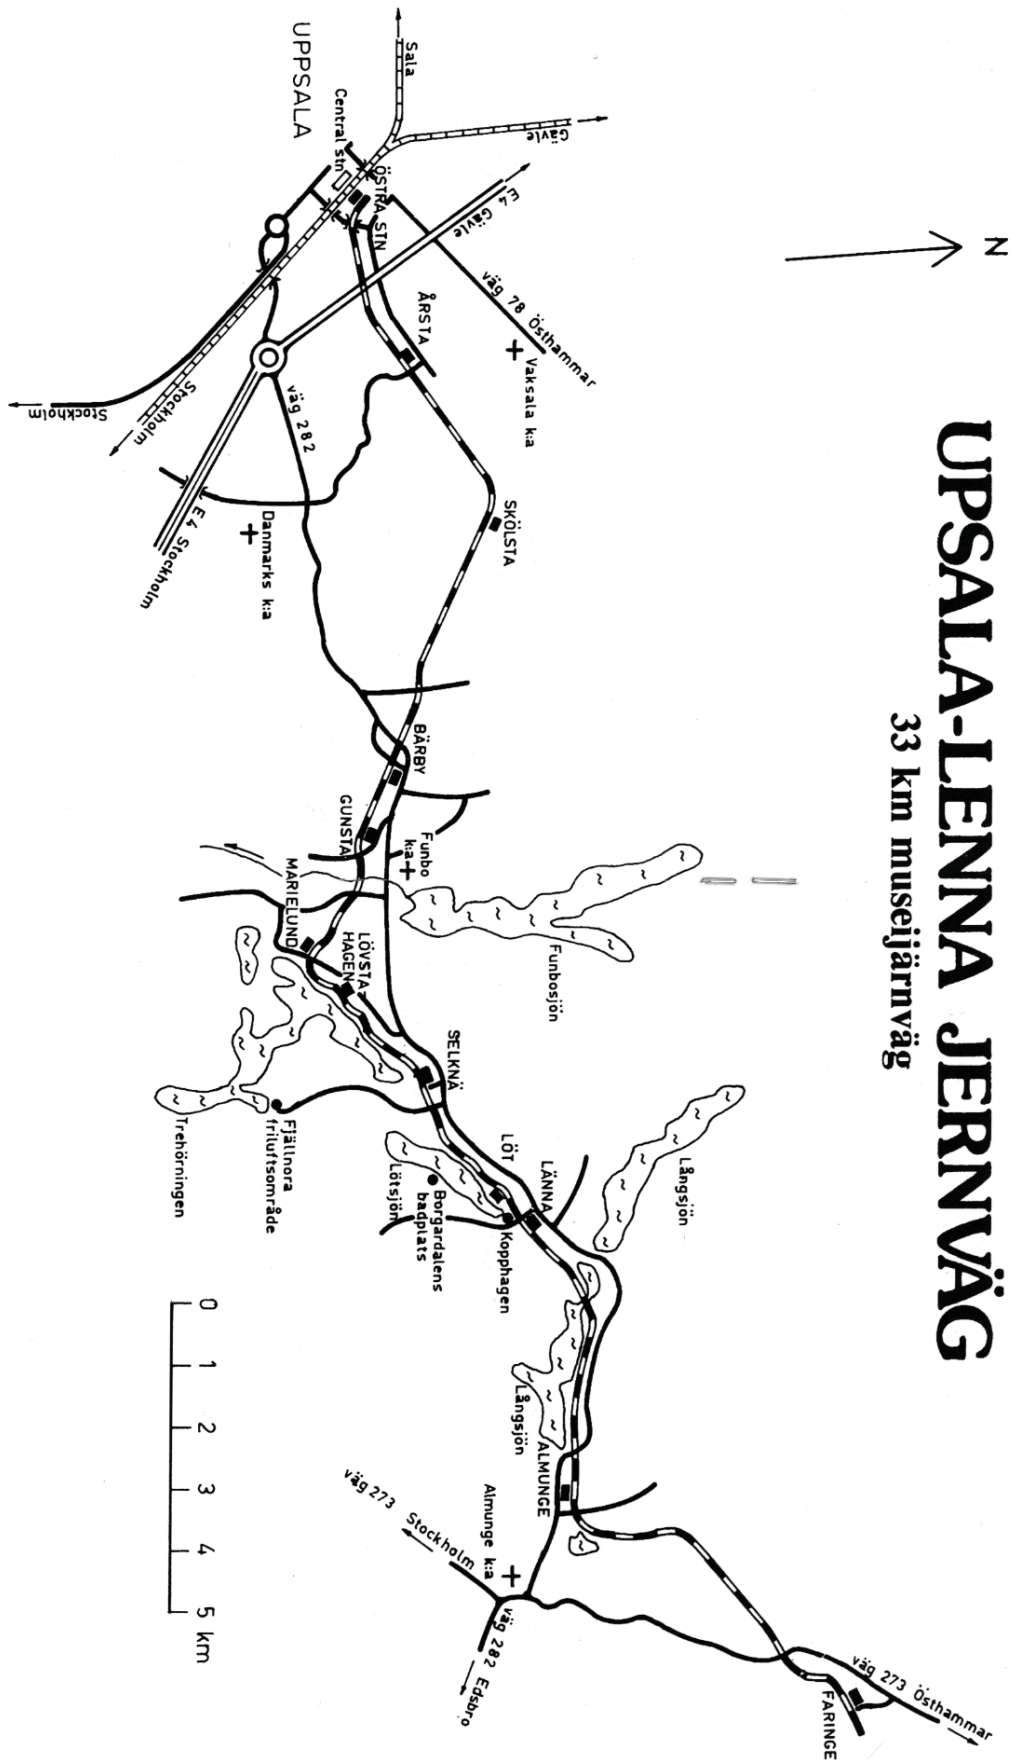 UPSALA-LENNA JERNVÄG
33 km museijärnväg
N
Sala
Gävle
UPPSALA
Central stn
ÖSTRA STN
E4 Gävle
väg 78 Östhammar
ÅRSTA
Vaksala k:a
Stockholm
Stockholm
väg 282
E4 Stockholm
Danmarks k:a
SKÖLSTA
BÄRBY
GUNSTA
Funbo
k:a
MARIELUND
LÖVSTA-
HAGEN
Funbosjön
SELKNÄ
Trehörningen
Fjällnora
friluftsområde
LÖT
LÄNNA
Lötsjön
Borgardalens
badplats
Kopphagen
Långsjön
Långsjön
ALMUNGE
Almunge k:a
väg 273 Stockholm
väg 282 Edsbro
väg 273 Östhammar
FARINGE
0 1 2 3 4 5 km